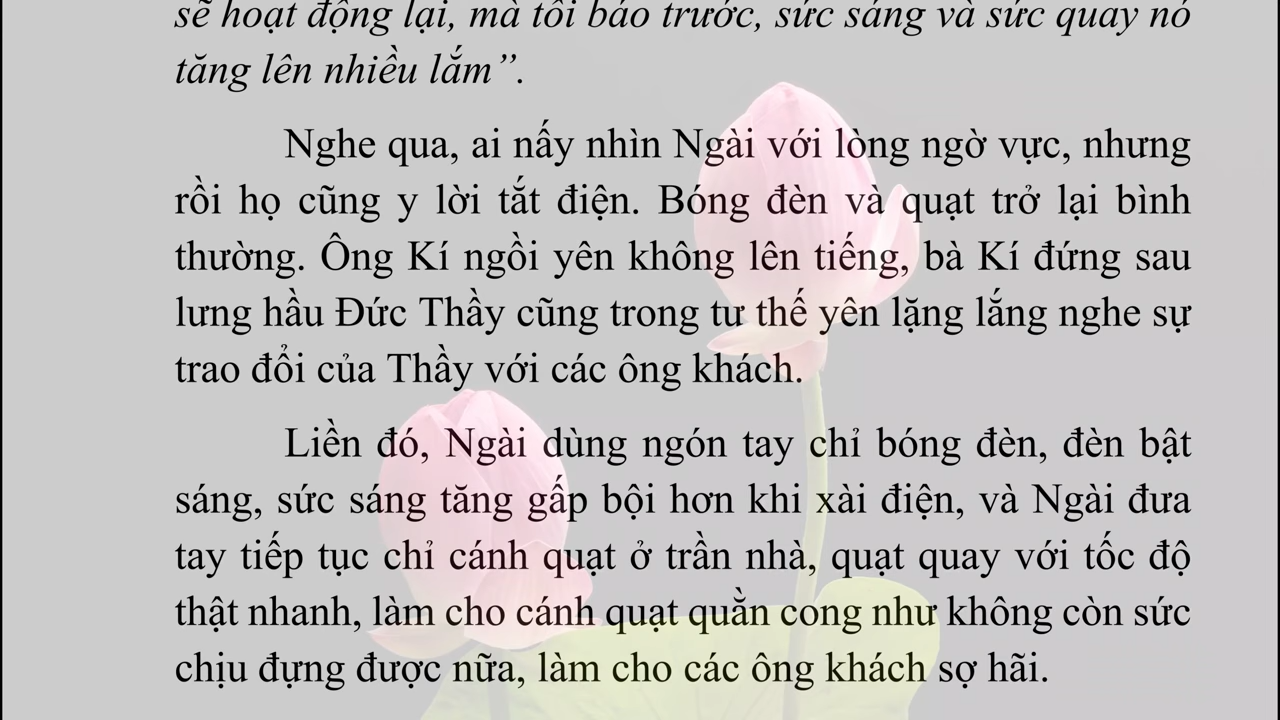 sẽ hoạt động lại, mà tôi báo trước, sức sáng và sức quay nó
tăng lên nhiều lắm”.
Nghe qua, ai nấy nhìn Ngài với lòng ngờ vực, nhưng
rồi họ cũng y lời tắt điện. Bóng đèn và quạt trở lại bình
thường. Ông Kí ngồi yên không lên tiếng, bà Kí đứng sau
lưng hầu Đức Thầy cũng trong tư thế yên lặng lắng nghe sự
trao đổi của Thầy với các ông khách.
Liền đó, Ngài dùng ngón tay chỉ bóng đèn, đèn bật
sáng, sức sáng tăng gấp bội hơn khi xài điện, và Ngài đưa
tay tiếp tục chỉ cánh quạt ở trần nhà, quạt quay với tốc độ
thật nhanh, làm cho cánh quạt quằn cong như không còn sức
chịu đựng được nữa, làm cho các ông khách sợ hãi.